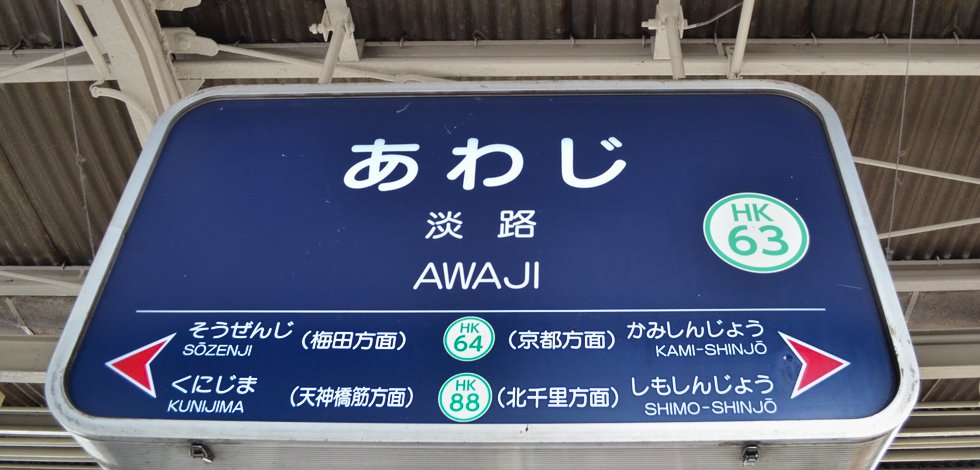 あわじ
淡路
AWAJI
HK
63
そうぜんじ (梅田方面) HK 64 (京都方面) かみしんじょう
SŌZENJI KAMI-SHINJŌ
くにじま (天神橋筋方面) HK 88 (北千里方面) しもしんじょう
KUNIJIMA SHIMO-SHINJŌ